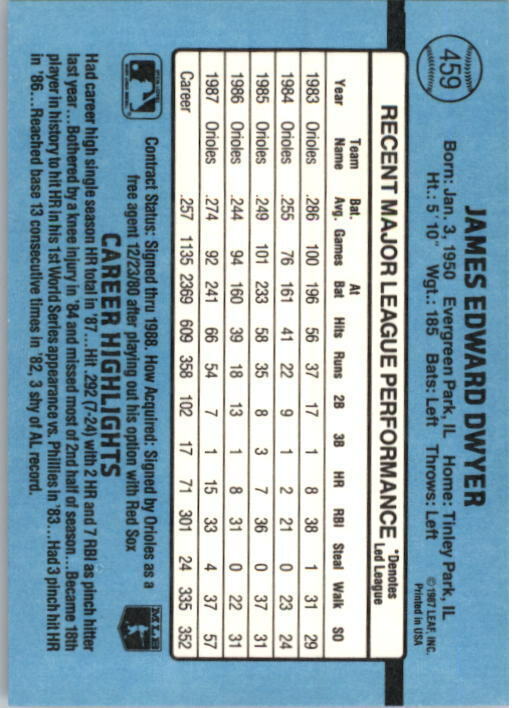 459
JAMES EDWARD DWYER
Born: Jan. 3, 1950 Evergreen Park, IL Home: Tinley Park, IL
Ht.: 5' 10" Wgt.: 185 Bats: Left Throws: Left
© 1987 LEAF, INC.
Printed in USA
RECENT MAJOR LEAGUE PERFORMANCE
*Denotes
Led League
Year Team Name Bat. Avg. Games At Bat Hits Runs 2B 3B HR RBI Steal Walk SO
1983 Orioles .286 100 196 56 37 17 1 8 38 1 31 29
1984 Orioles .255 76 161 41 22 9 1 2 21 0 23 24
1985 Orioles .249 101 233 58 35 8 3 7 36 0 37 31
1986 Orioles .244 94 160 39 18 13 1 8 31 0 22 31
1987 Orioles .274 92 241 66 54 7 1 15 33 4 37 57
Career .257 1135 2369 609 358 102 17 71 301 24 335 352
Contract Status: Signed thru 1988. How Acquired: Signed by Orioles as a
free agent 12/23/80 after playing out his option with Red Sox
MLB
CAREER HIGHLIGHTS
Had career high single season HR total in '87...Hit .292 (7-24) with 2 HR and 7 RBI as pinch hitter
last year...Bothered by a knee injury in '84 and missed most of 2nd half of season...Became 18th
player in history to hit HR in his 1st World Series appearance vs. Phillies in '83...Had 3 pinch hit HR
in '86...Reached base 13 consecutive times in '82, 3 shy of AL record.